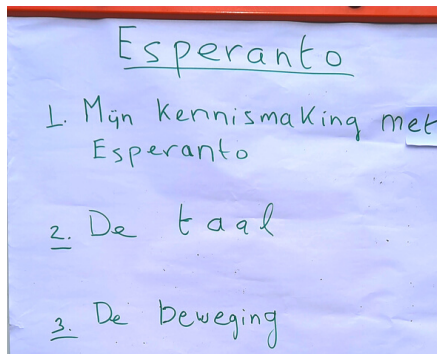 Esperanto
1. Mijn kennismaking met
Esperanto
2. De taal
3. De beweging